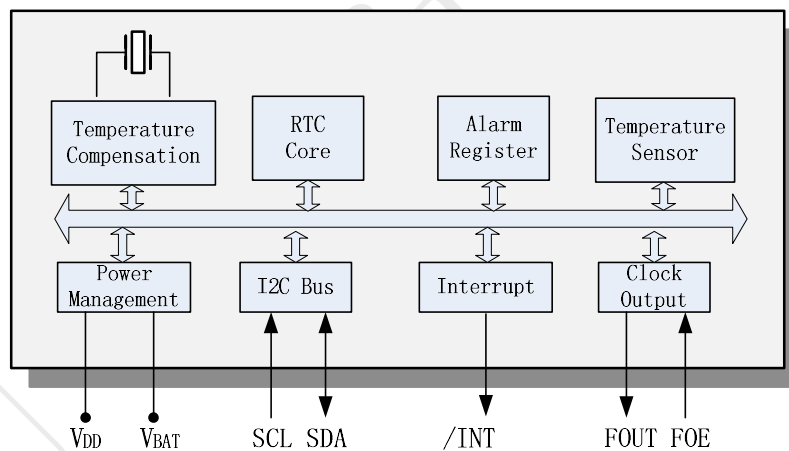 Temperature
Compensation
RTC
Core
Alarm
Register
Temperature
Sensor
Power
Management
I2C Bus
Interrupt
Clock
Output
VDD
VBAT
SCL SDA
/INT
FOUT FOE